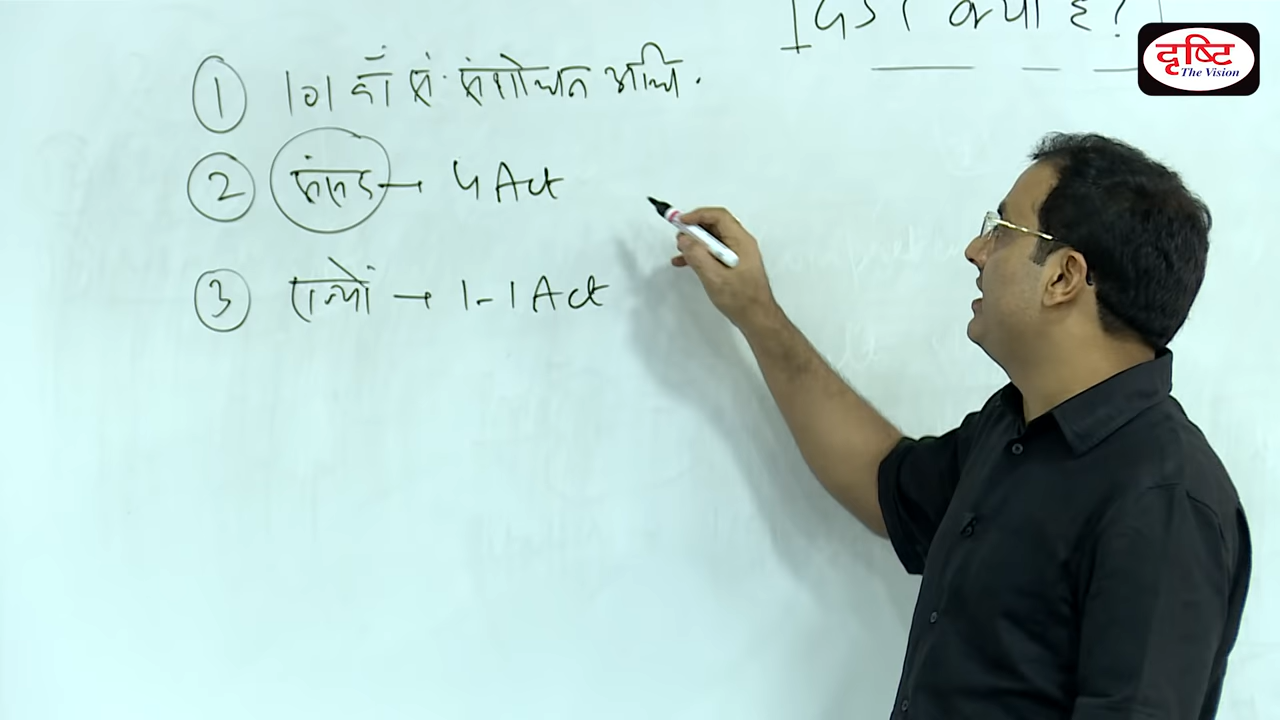 GST क्या है?
दृष्टि
The Vision
1 101 वाँ सं. संशोधन अधि.
2 संसद → 4 Act
3 राज्यों → 1-1 Act